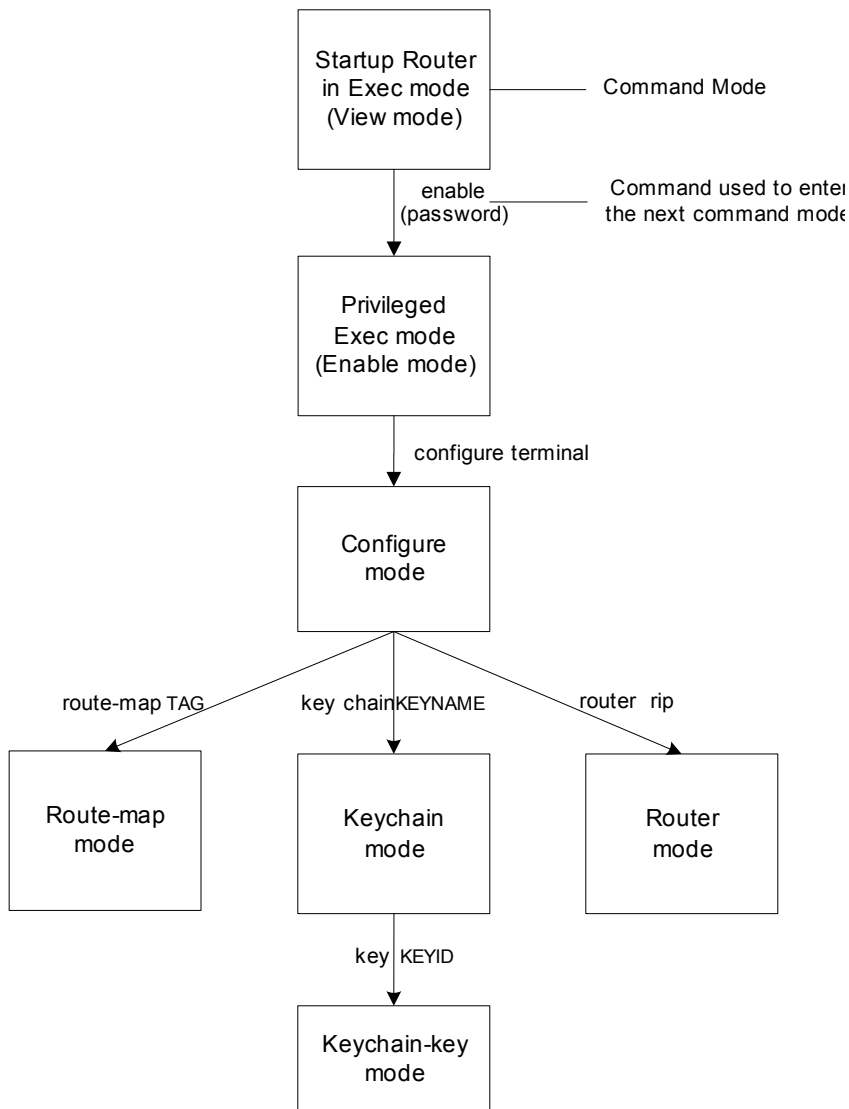 Startup Router
in Exec mode
(View mode)
Command Mode
enable
(password)
Command used to enter
the next command mode
Privileged
Exec mode
(Enable mode)
configure terminal
Configure
mode
route-map TAG
key chainKEYNAME
router rip
Route-map
mode
Keychain
mode
Router
mode
key KEYID
Keychain-key
mode